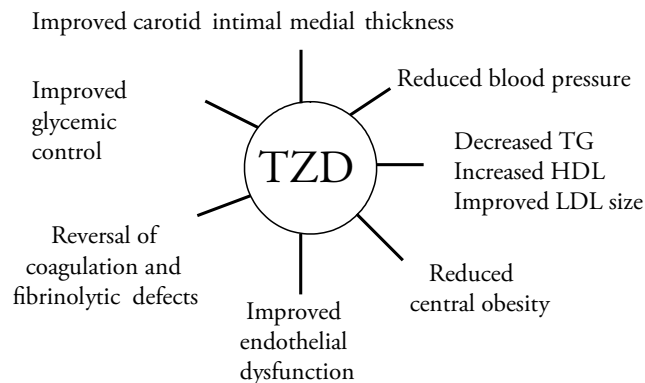 Improved carotid intimal medial thickness
Reduced blood pressure
Improved
glycemic
control
Decreased TG
Increased HDL
Improved LDL size
TZD
Reversal of
coagulation and
fibrinolytic defects
Reduced
central obesity
Improved
endothelial
dysfunction